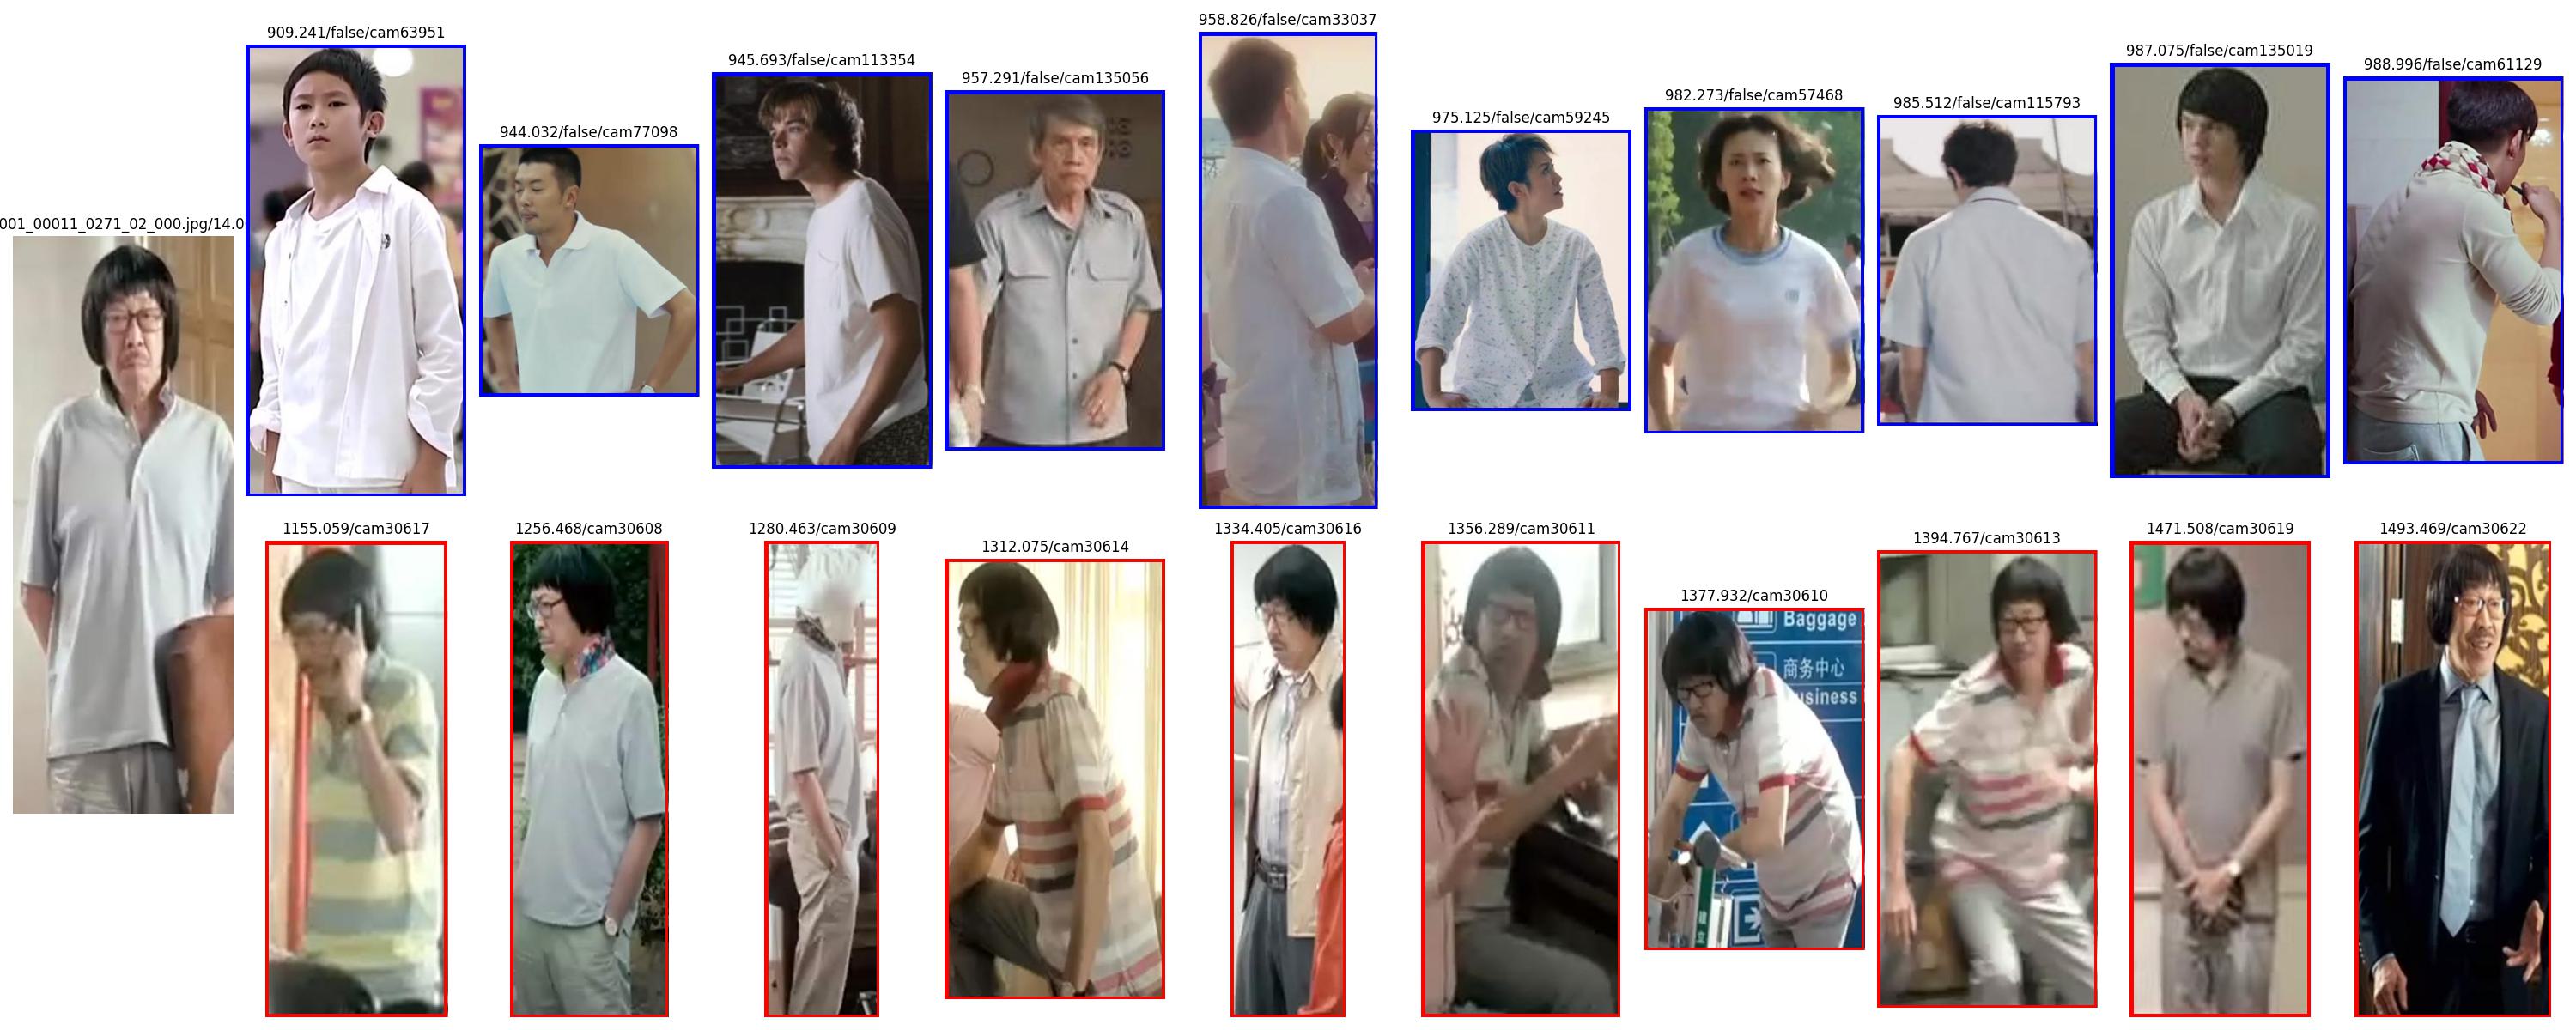 958.826/false/cam33037
909.241/false/cam63951
987.075/false/cam135019
945.693/false/cam113354
988.996/false/cam61129
957.291/false/cam135056
982.273/false/cam57468
985.512/false/cam115793
975.125/false/cam59245
944.032/false/cam77098
001_00011_0271_02_000.jpg/14.0
1155.059/cam30617
1256.468/cam30608
1280.463/cam30609
1334.405/cam30616
1356.289/cam30611
1471.508/cam30619
1493.469/cam30622
1394.767/cam30613
1312.075/cam30614
1377.932/cam30610
Baggage
商务中心
usiness